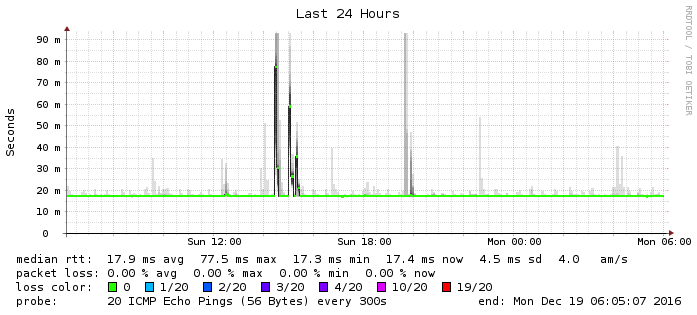 Last 24 Hours
RRDTOOL / TOBI OETIKER
Seconds
90 m
80 m
70 m
60 m
50 m
40 m
30 m
20 m
10 m
0
Sun 12:00 Sun 18:00 Mon 00:00 Mon 06:00
median rtt: 17.9 ms avg 77.5 ms max 17.3 ms min 17.4 ms now 4.5 ms sd 4.0 am/s
packet loss: 0.00 % avg 0.00 % max 0.00 % min 0.00 % now
loss color: 0 1/20 2/20 3/20 4/20 10/20 19/20
probe: 20 ICMP Echo Pings (56 Bytes) every 300s end: Mon Dec 19 06:05:07 2016